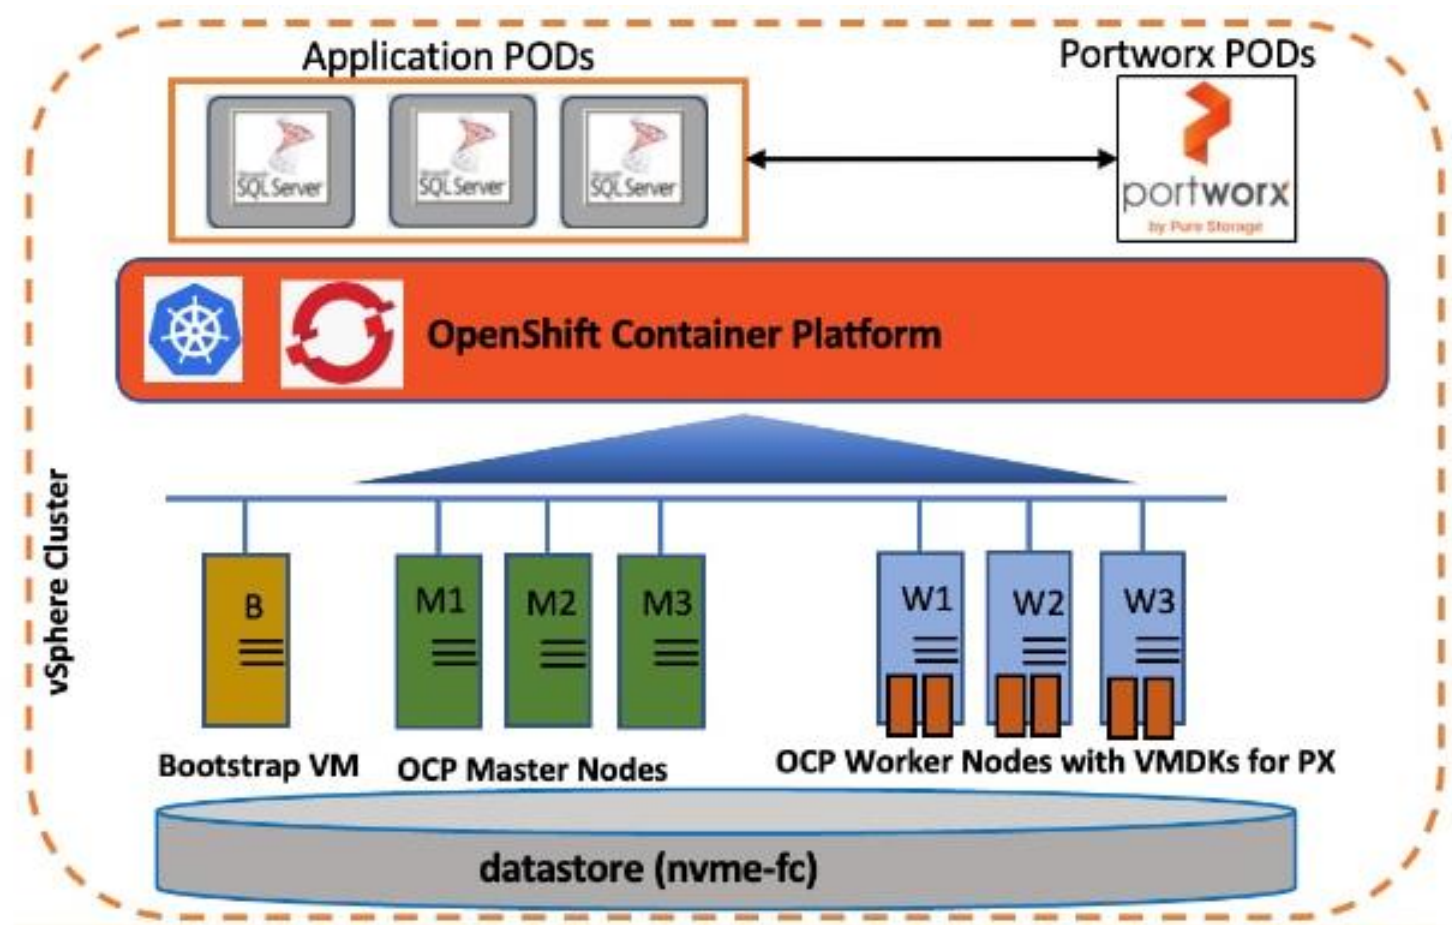 Application PODs
Portworx PODs
SQL Server
SQL Server
SQL Server
portworx
by Pure Storage
OpenShift Container Platform
vSphere Cluster
B
M1
M2
M3
W1
W2
W3
Bootstrap VM
OCP Master Nodes
OCP Worker Nodes with VMDKs for PX
datastore (nvme-fc)